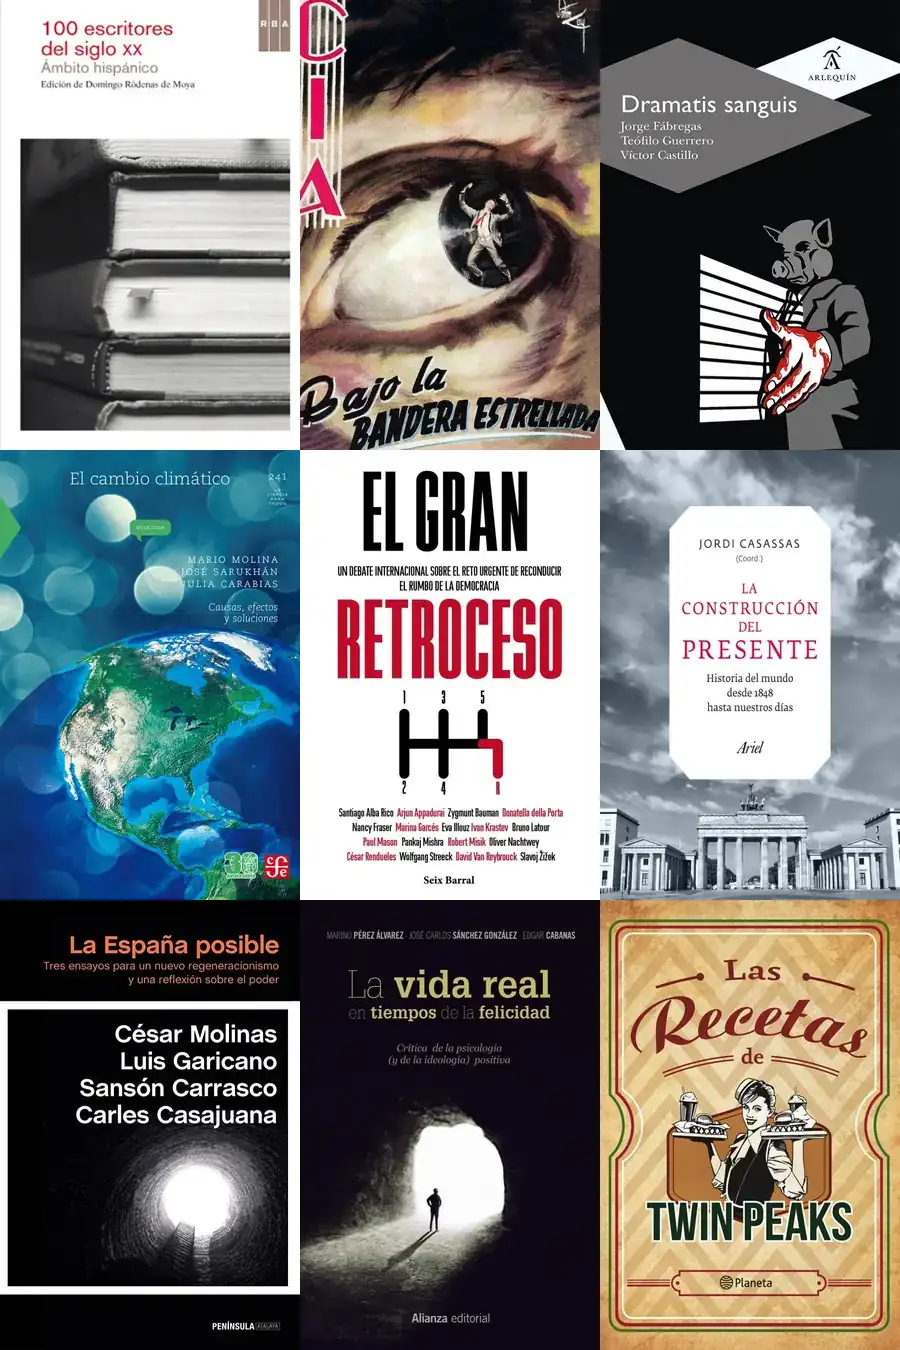 100 escritores
del siglo xx
Ámbito hispánico
Edición de Domingo Ródenas de Moya
RBA
CIA
Bajo la
BANDERA ESTRELLADA
ARLEQUÍN
Dramatis sanguis
Jorge Fábregas
Teófilo Guerrero
Víctor Castillo
El cambio climático
241
LA
CIENCIA
PARA
TODOS
MARIO MOLINA
JOSÉ SARUKHÁN
JULIA CARABIAS
Causas, efectos
y soluciones
EL GRAN
UN DEBATE INTERNACIONAL SOBRE EL RETO URGENTE DE RECONDUCIR
EL RUMBO DE LA DEMOCRACIA
RETROCESO
1 3 5
2 4 R
Santiago Alba Rico Arjun Appadurai Zygmunt Bauman Donatella della Porta
Nancy Fraser Marina Garcés Eva Illouz Ivan Krastev Bruno Latour
Paul Mason Pankaj Mishra Robert Misik Oliver Nachtwey
César Rendueles Wolfgang Streeck David Van Reybrouck Slavoj Žižek
Seix Barral
JORDI CASASSAS
(Coord.)
LA
CONSTRUCCIÓN
DEL
PRESENTE
Historia del mundo
desde 1848
hasta nuestros días
Ariel
La España posible
Tres ensayos para un nuevo regeneracionismo
y una reflexión sobre el poder
César Molinas
Luis Garicano
Sansón Carrasco
Carles Casajuana
PENÍNSULA ATALAYA
MARINO PÉREZ ÁLVAREZ · JOSÉ CARLOS SÁNCHEZ GONZÁLEZ · EDGAR CABANAS
La vida real
en tiempos de la felicidad
Crítica de la psicología
(y de la ideología) positiva
Alianza editorial
Las
Recetas
de
TWIN PEAKS
Planeta